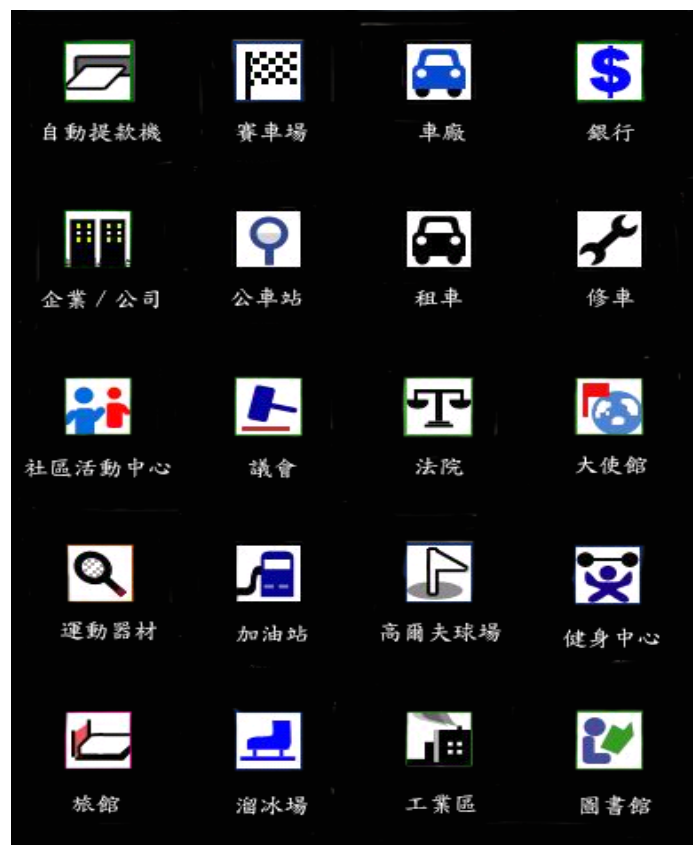 自動提款機
賽車場
車廠
銀行
企業/公司
公車站
租車
修車
社區活動中心
議會
法院
大使館
運動器材
加油站
高爾夫球場
健身中心
旅館
溜冰場
工業區
圖書館